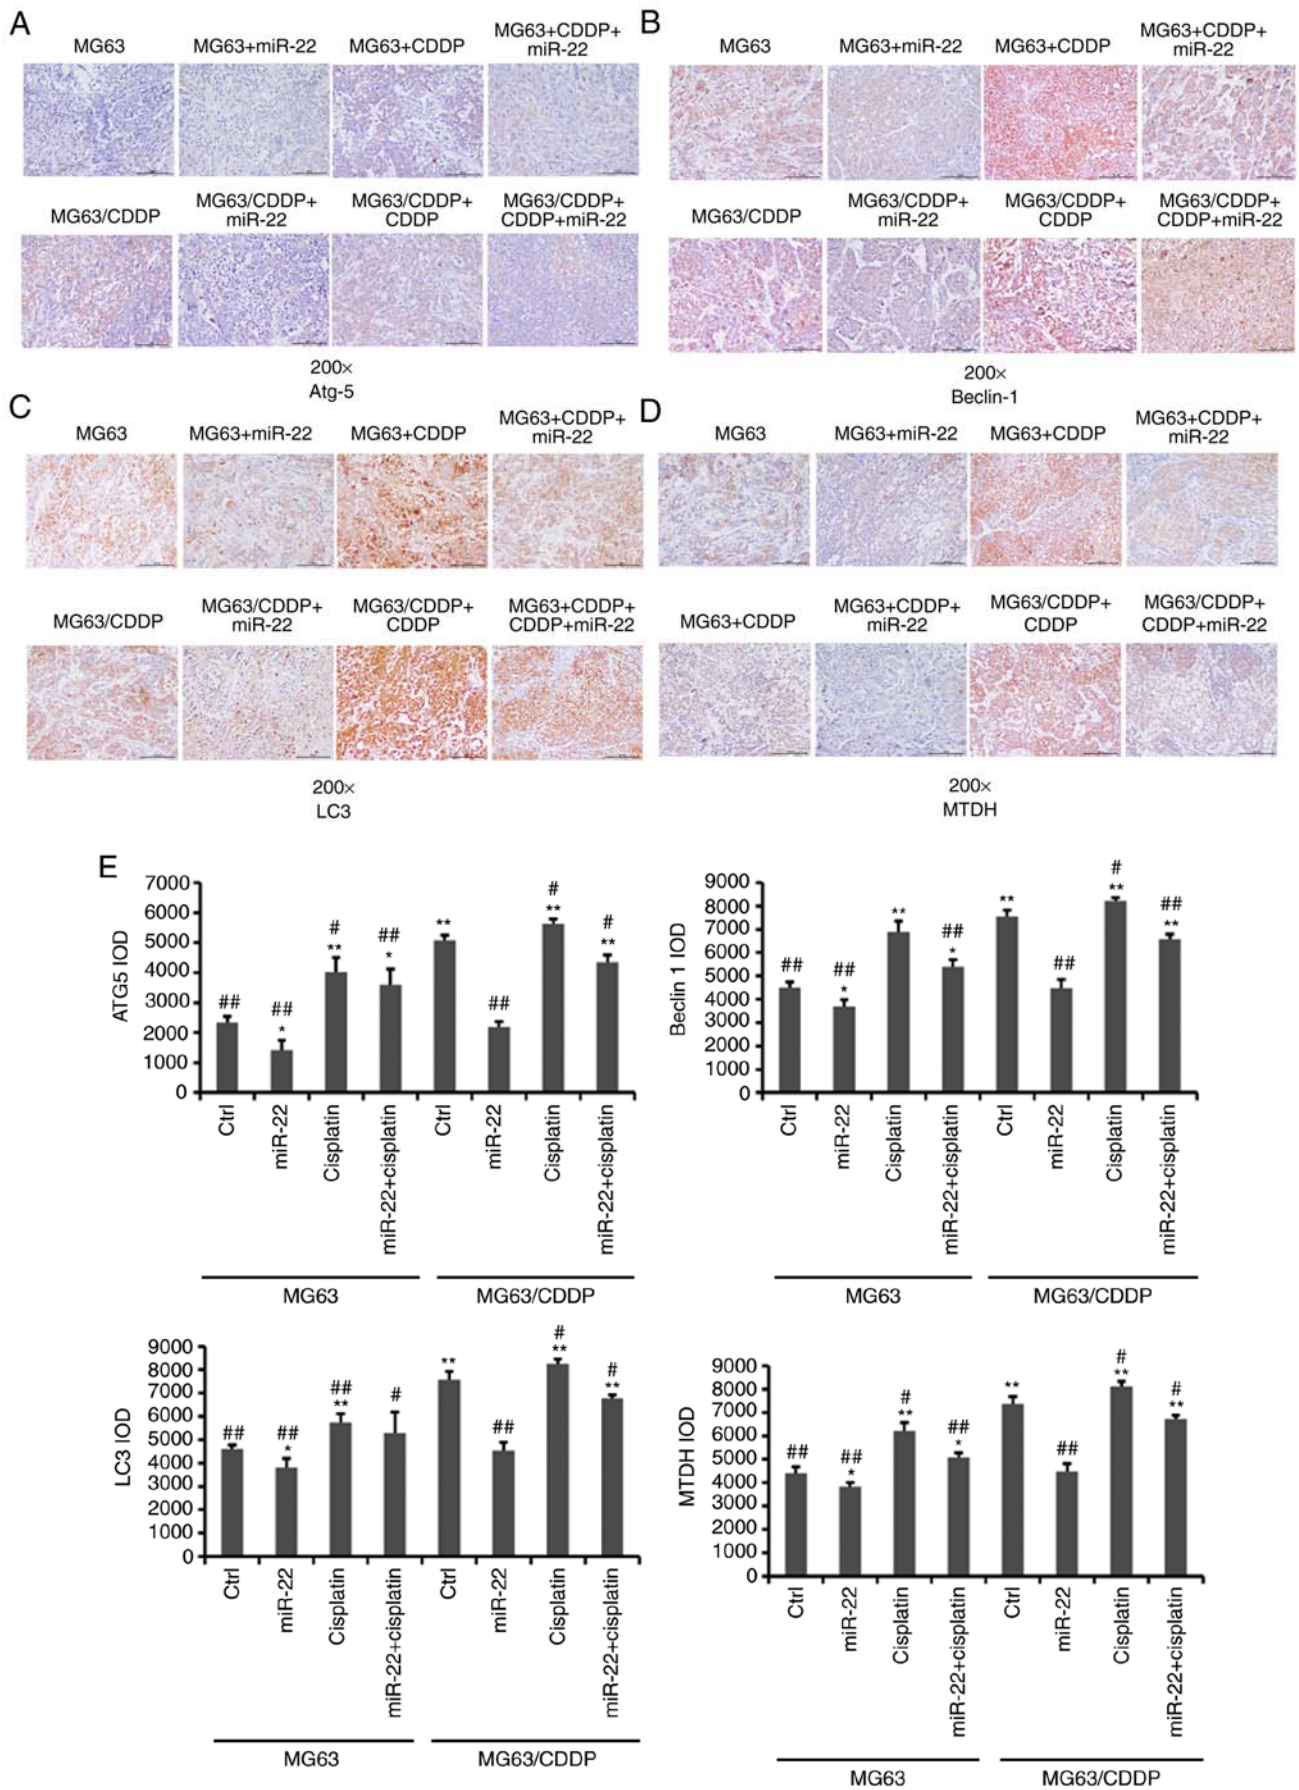 A
MG63
MG63+miR-22
MG63+CDDP
MG63+CDDP+
miR-22
MG63/CDDP
MG63/CDDP+
miR-22
MG63/CDDP+
CDDP
MG63/CDDP+
CDDP+miR-22
200×
Atg-5
B
MG63
MG63+miR-22
MG63+CDDP
MG63+CDDP+
miR-22
MG63/CDDP
MG63/CDDP+
miR-22
MG63/CDDP+
CDDP
MG63/CDDP+
CDDP+miR-22
200×
Beclin-1
C
MG63
MG63+miR-22
MG63+CDDP
MG63+CDDP+
miR-22
MG63/CDDP
MG63/CDDP+
miR-22
MG63/CDDP+
CDDP
MG63+CDDP+
CDDP+miR-22
200×
LC3
D
MG63
MG63+miR-22
MG63+CDDP
MG63+CDDP+
miR-22
MG63+CDDP
MG63+CDDP+
miR-22
MG63/CDDP+
CDDP
MG63/CDDP+
CDDP+miR-22
200×
MTDH
E
ATG5 IOD
7000
6000
5000
4000
3000
2000
1000
0
##
## *
# **
## *
**
##
# **
# **
Ctrl
miR-22
Cisplatin
miR-22+cisplatin
Ctrl
miR-22
Cisplatin
miR-22+cisplatin
MG63
MG63/CDDP
Beclin 1 IOD
9000
8000
7000
6000
5000
4000
3000
2000
1000
0
##
## *
**
## *
**
##
# **
## **
Ctrl
miR-22
Cisplatin
miR-22+cisplatin
Ctrl
miR-22
Cisplatin
miR-22+cisplatin
MG63
MG63/CDDP
LC3 IOD
9000
8000
7000
6000
5000
4000
3000
2000
1000
0
##
## *
## **
#
**
##
# **
# **
Ctrl
miR-22
Cisplatin
miR-22+cisplatin
Ctrl
miR-22
Cisplatin
miR-22+cisplatin
MG63
MG63/CDDP
MTDH IOD
9000
8000
7000
6000
5000
4000
3000
2000
1000
0
##
## *
# **
## *
**
##
# **
# **
Ctrl
miR-22
Cisplatin
miR-22+cisplatin
Ctrl
miR-22
Cisplatin
miR-22+cisplatin
MG63
MG63/CDDP